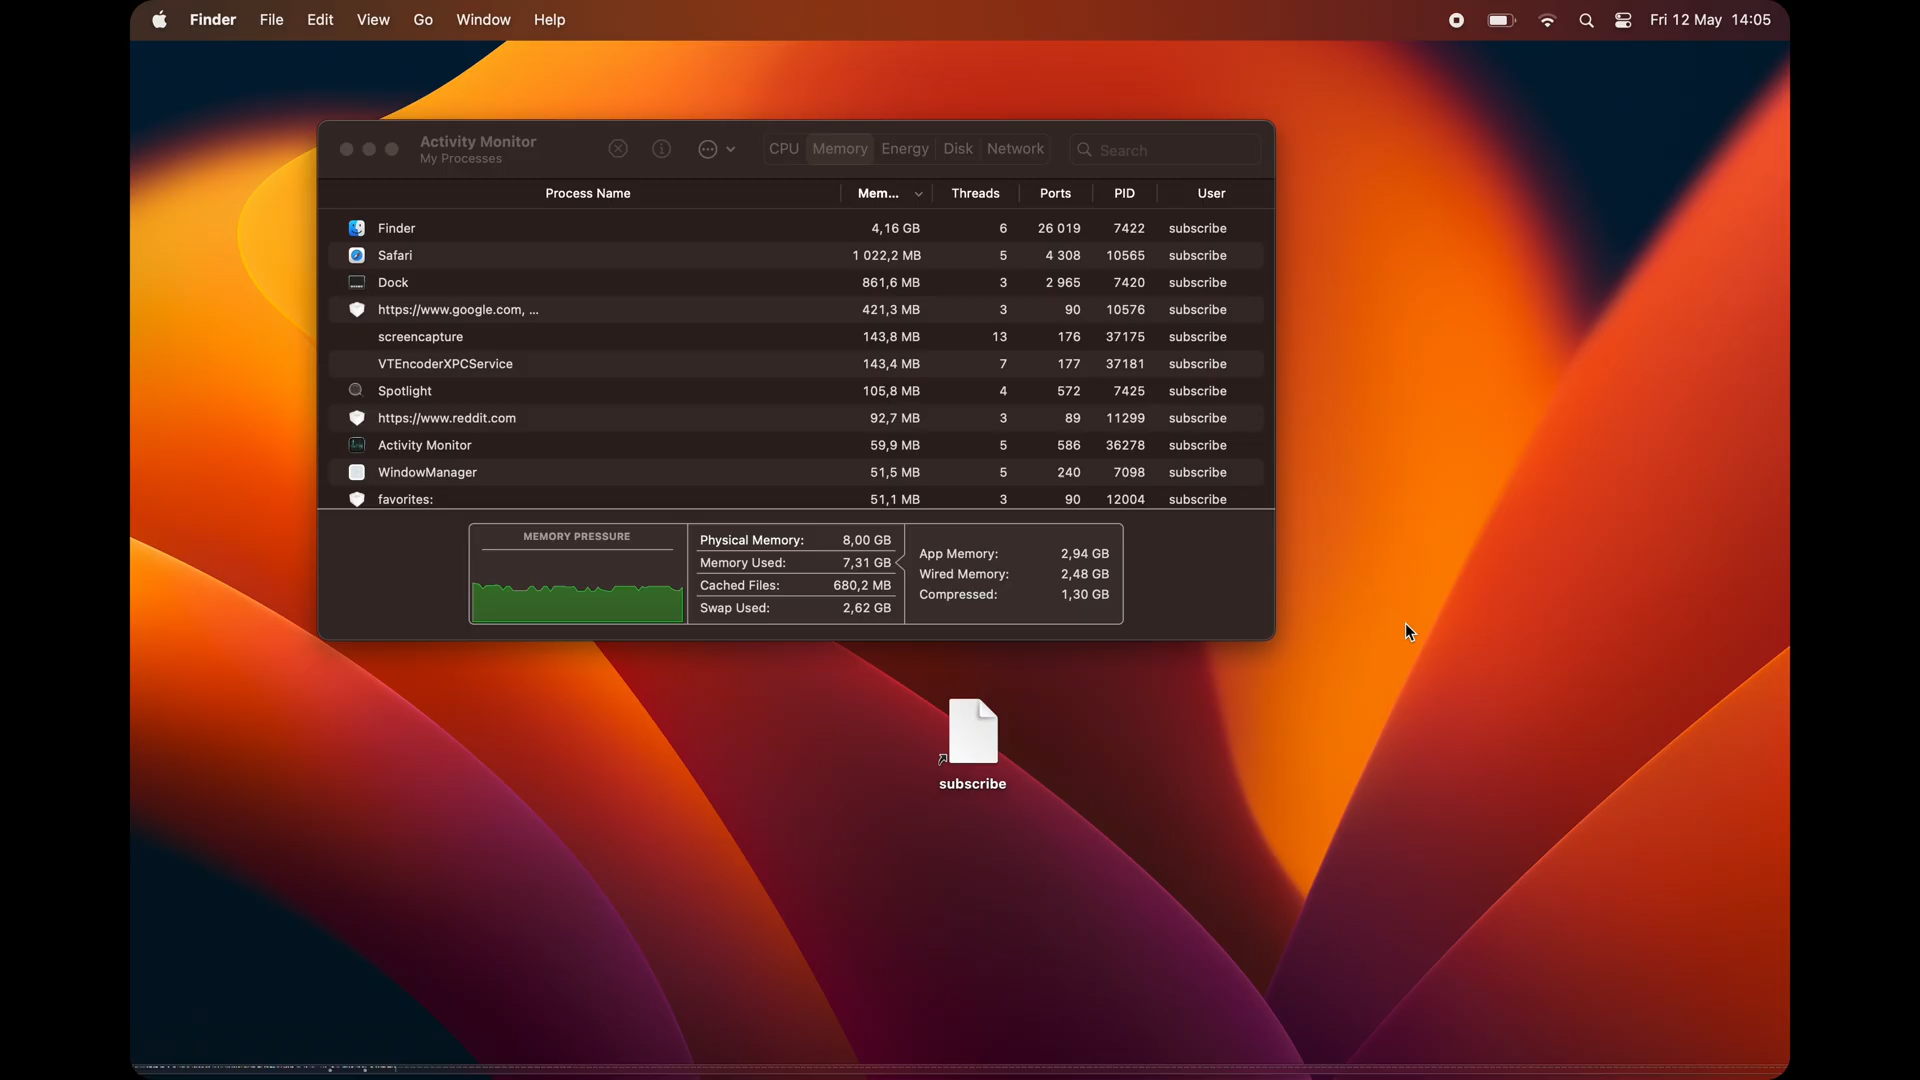 Finder File Edit View Go Window Help Fri 12 May 14:05
Activity Monitor
My Processes
CPU Memory Energy Disk Network Search
Process Name Mem... Threads Ports PID User
Finder 4,16 GB 6 26 019 7422 subscribe
Safari 1 022,2 MB 5 4 308 10565 subscribe
Dock 861,6 MB 3 2 965 7420 subscribe
https://www.google.com, ... 421,3 MB 3 90 10576 subscribe
screencapture 143,8 MB 13 176 37175 subscribe
VTEncoderXPCService 143,4 MB 7 177 37181 subscribe
Spotlight 105,8 MB 4 572 7425 subscribe
https://www.reddit.com 92,7 MB 3 89 11299 subscribe
Activity Monitor 59,9 MB 5 586 36278 subscribe
WindowManager 51,5 MB 5 240 7098 subscribe
favorites: 51,1 MB 3 90 12004 subscribe
MEMORY PRESSURE
Physical Memory: 8,00 GB
Memory Used: 7,31 GB
Cached Files: 680,2 MB
Swap Used: 2,62 GB
App Memory: 2,94 GB
Wired Memory: 2,48 GB
Compressed: 1,30 GB
subscribe